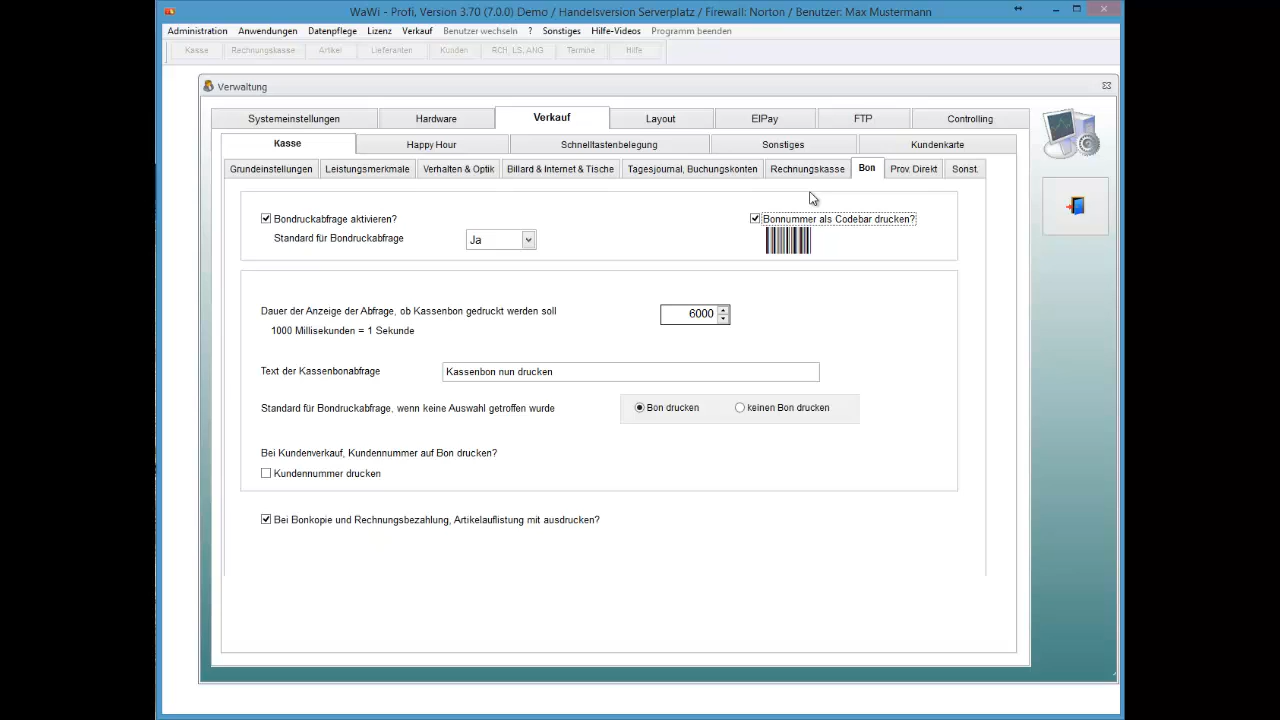 WaWi - Profi, Version 3.70 (7.0.0) Demo / Handelsversion Serverplatz / Firewall: Norton / Benutzer: Max Mustermann
Administration Anwendungen Datenpflege Lizenz Verkauf Benutzer wechseln ? Sonstiges Hilfe-Videos Programm beenden
Kasse Rechnungskasse Artikel Lieferanten Kunden RCH_LS_ANG Termine Hilfe
Verwaltung
Systemeinstellungen Hardware Verkauf Layout ElPay FTP Controlling
Kasse Happy Hour Schnelltastenbelegung Sonstiges Kundenkarte
Grundeinstellungen Leistungsmerkmale Verhalten & Optik Billard & Internet & Tische Tagesjournal, Buchungskonten Rechnungskasse Bon Prov. Direkt Sonst.
Bondruckabfrage aktivieren? Bonnummer als Codebar drucken?
Standard für Bondruckabfrage Ja
Dauer der Anzeige der Abfrage, ob Kassenbon gedruckt werden soll 6000
1000 Millisekunden = 1 Sekunde
Text der Kassenbonabfrage Kassenbon nun drucken
Standard für Bondruckabfrage, wenn keine Auswahl getroffen wurde Bon drucken keinen Bon drucken
Bei Kundenverkauf, Kundennummer auf Bon drucken?
Kundennummer drucken
Bei Bonkopie und Rechnungsbezahlung, Artikelauflistung mit ausdrucken?